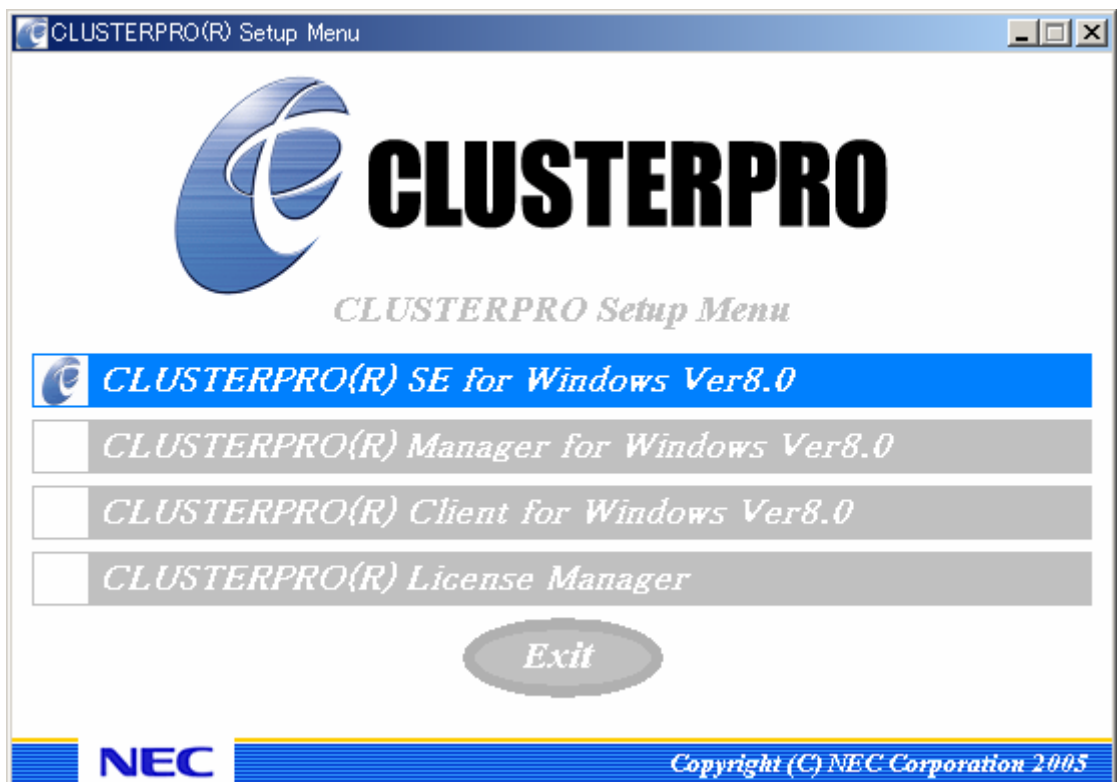 CLUSTERPRO(R) Setup Menu
CLUSTERPRO
CLUSTERPRO Setup Menu
CLUSTERPRO(R) SE for Windows Ver8.0
CLUSTERPRO(R) Manager for Windows Ver8.0
CLUSTERPRO(R) Client for Windows Ver8.0
CLUSTERPRO(R) License Manager
Exit
NEC
Copyright (C) NEC Corporation 2005